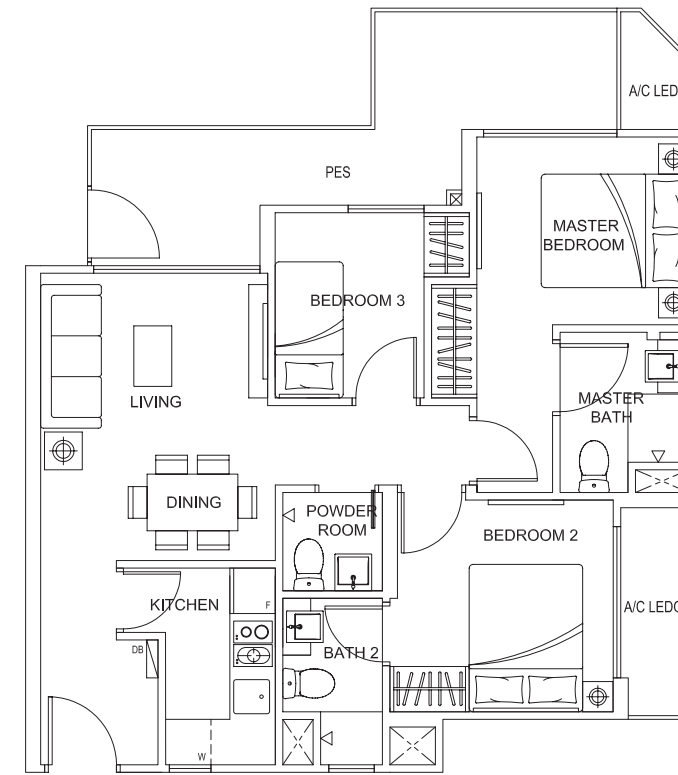 A/C LED
PES
MASTER
BEDROOM
BEDROOM 3
LIVING
MASTER
BATH
DINING
POWDER
ROOM
BEDROOM 2
KITCHEN
F
A/C LEDG
DB
BATH 2
W